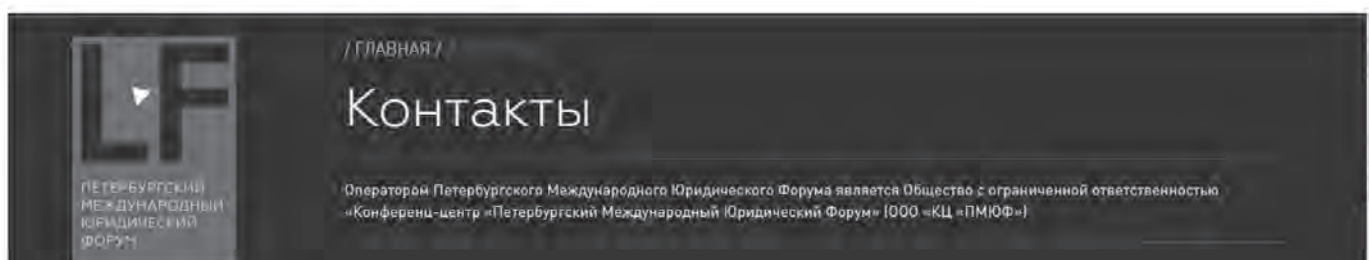 LF
ПЕТЕРБУРГСКИЙ
МЕЖДУНАРОДНЫЙ
ЮРИДИЧЕСКИЙ
ФОРУМ
/ ГЛАВНАЯ /
Контакты
Оператором Петербургского Международного Юридического Форума является Общество с ограниченной ответственностью
«Конференц-центр «Петербургский Международный Юридический Форум» (ООО «КЦ «ПМЮФ»)